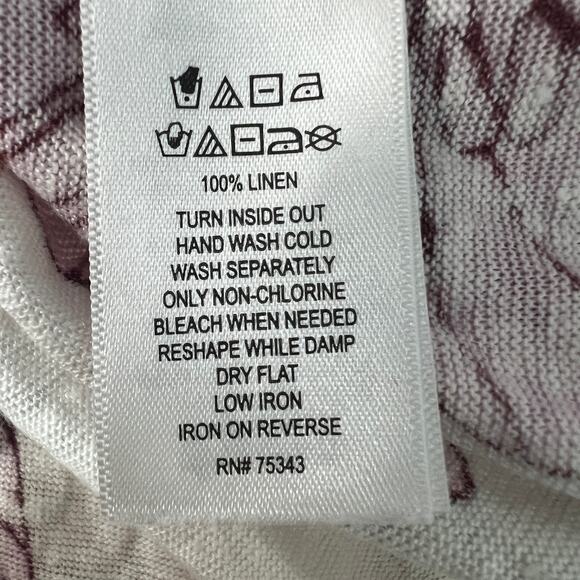 100% LINEN
TURN INSIDE OUT
HAND WASH COLD
WASH SEPARATELY
ONLY NON-CHLORINE
BLEACH WHEN NEEDED
RESHAPE WHILE DAMP
DRY FLAT
LOW IRON
IRON ON REVERSE
RN# 75343